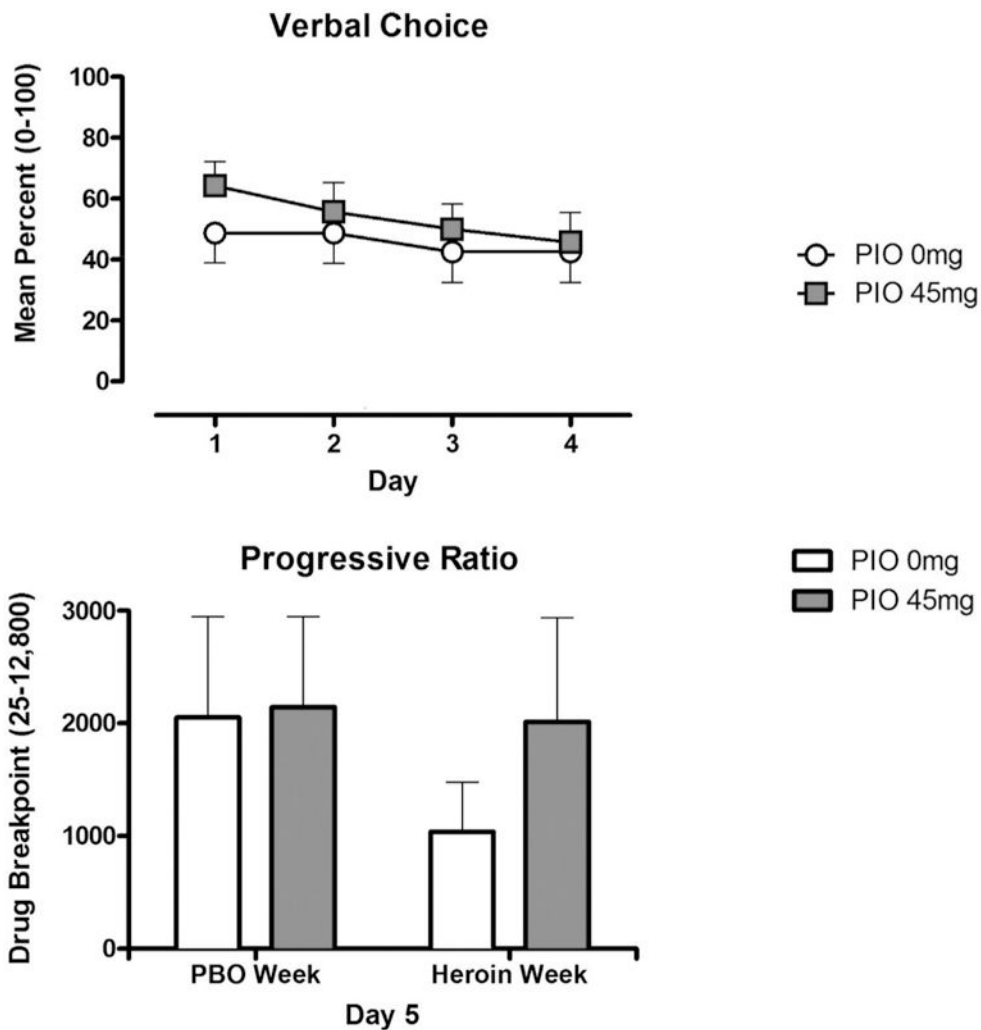 Verbal Choice
Mean Percent (0-100)
100
80
60
40
20
0
1 2 3 4
Day
PIO 0mg
PIO 45mg
Progressive Ratio
Drug Breakpoint (25-12,800)
3000
2000
1000
0
PBO Week Heroin Week
Day 5
PIO 0mg
PIO 45mg